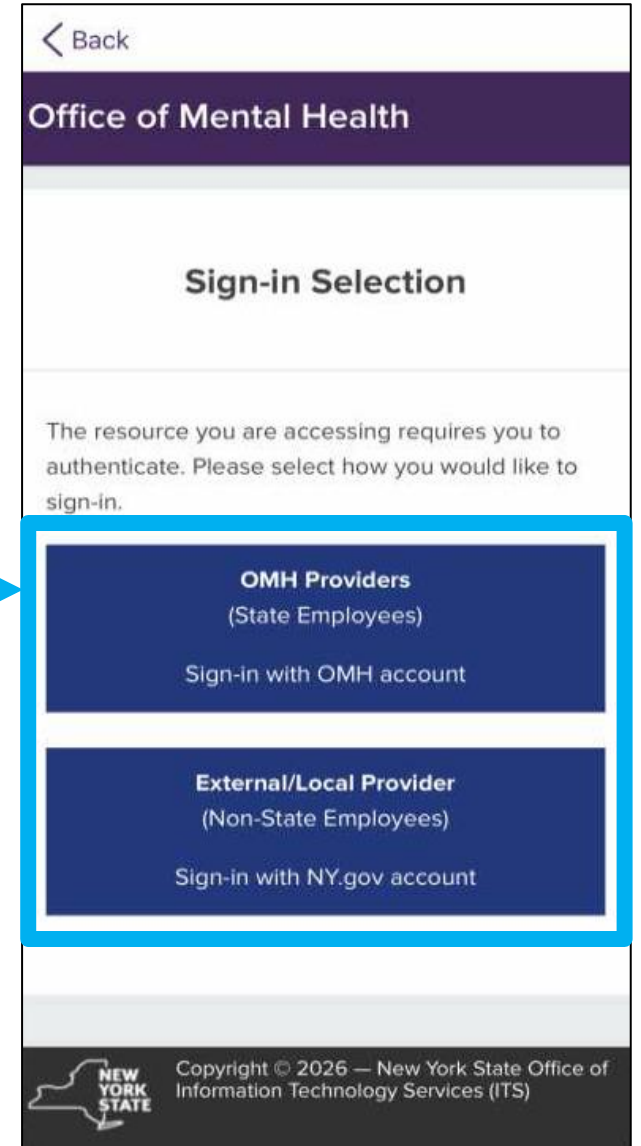 Back
Office of Mental Health
Sign-in Selection
The resource you are accessing requires you to
authenticate. Please select how you would like to
sign-in.
OMH Providers
(State Employees)
Sign-in with OMH account
External/Local Provider
(Non-State Employees)
Sign-in with NY.gov account
NEW
YORK
STATE
Copyright © 2026 — New York State Office of
Information Technology Services (ITS)